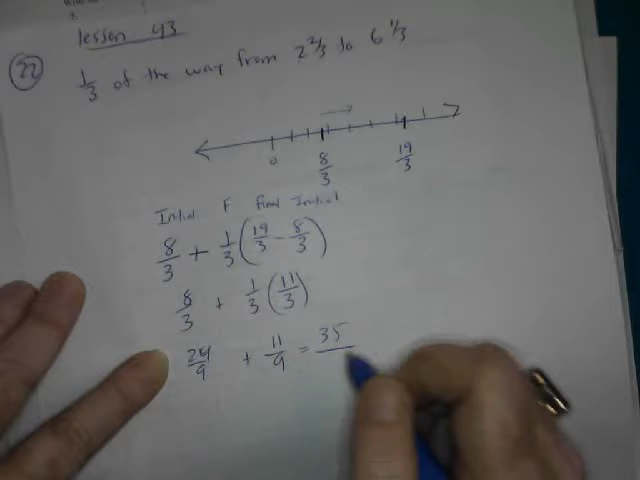 lesson 43
22
1/3 of the way from 2 2/3 to 6 1/3
0 8/3 19/3
Initial F final Initial
8/3 + 1/3 (19/3 - 8/3)
8/3 + 1/3 (11/3)
24/9 + 11/9 = 35